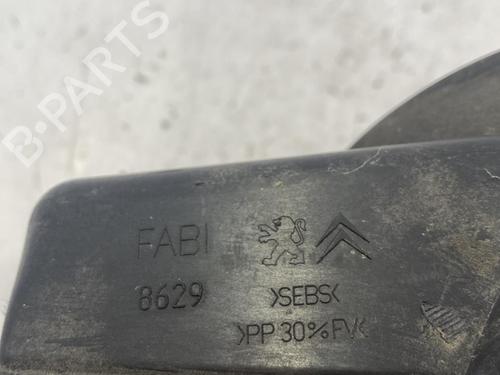 B-PARTS
FABI
8629
>SEBS<
>PP 30% FV<